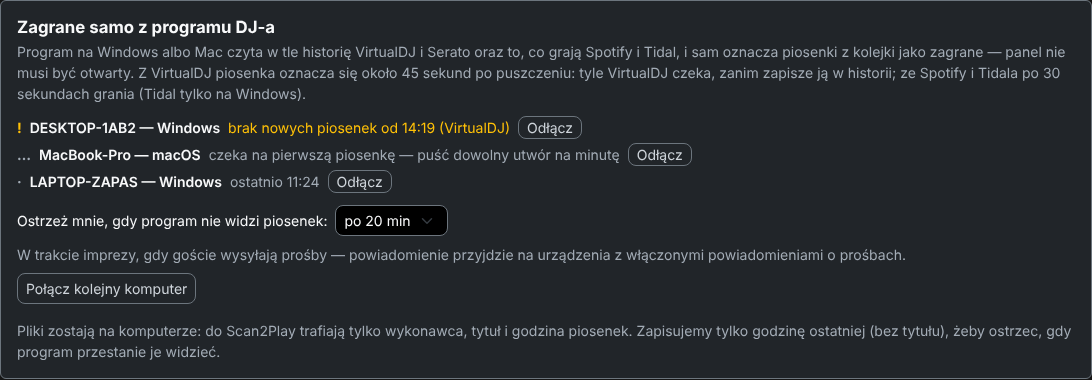 Zagrane samo z programu DJ-a
Program na Windows albo Mac czyta w tle historię VirtualDJ i Serato oraz to, co grają Spotify i Tidal, i sam oznacza piosenki z kolejki jako zagrane — panel nie
musi być otwarty. Z VirtualDJ piosenka oznacza się około 45 sekund po puszczeniu: tyle VirtualDJ czeka, zanim zapisze ją w historii; ze Spotify i Tidala po 30
sekundach grania (Tidal tylko na Windows).
! DESKTOP-1AB2 — Windows brak nowych piosenek od 14:19 (VirtualDJ) Odłącz
... MacBook-Pro — macOS czeka na pierwszą piosenkę — puść dowolny utwór na minutę Odłącz
· LAPTOP-ZAPAS — Windows ostatnio 11:24 Odłącz
Ostrzeż mnie, gdy program nie widzi piosenek: po 20 min
W trakcie imprezy, gdy goście wysyłają prośby — powiadomienie przyjdzie na urządzenia z włączonymi powiadomieniami o prośbach.
Połącz kolejny komputer
Pliki zostają na komputerze: do Scan2Play trafiają tylko wykonawca, tytuł i godzina piosenek. Zapisujemy tylko godzinę ostatniej (bez tytułu), żeby ostrzec, gdy
program przestanie je widzieć.